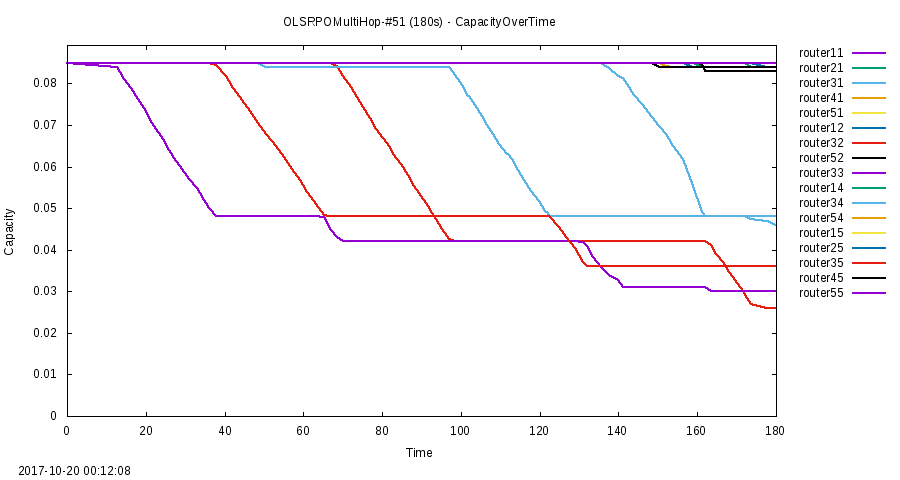 OLSRPOMultiHop-#51 (180s) - CapacityOverTime
Capacity
0.08
0.07
0.06
0.05
0.04
0.03
0.02
0.01
0
0 20 40 60 80 100 120 140 160 180
Time
router11
router21
router31
router41
router51
router12
router32
router52
router33
router14
router34
router54
router15
router25
router35
router45
router55
2017-10-20 00:12:08